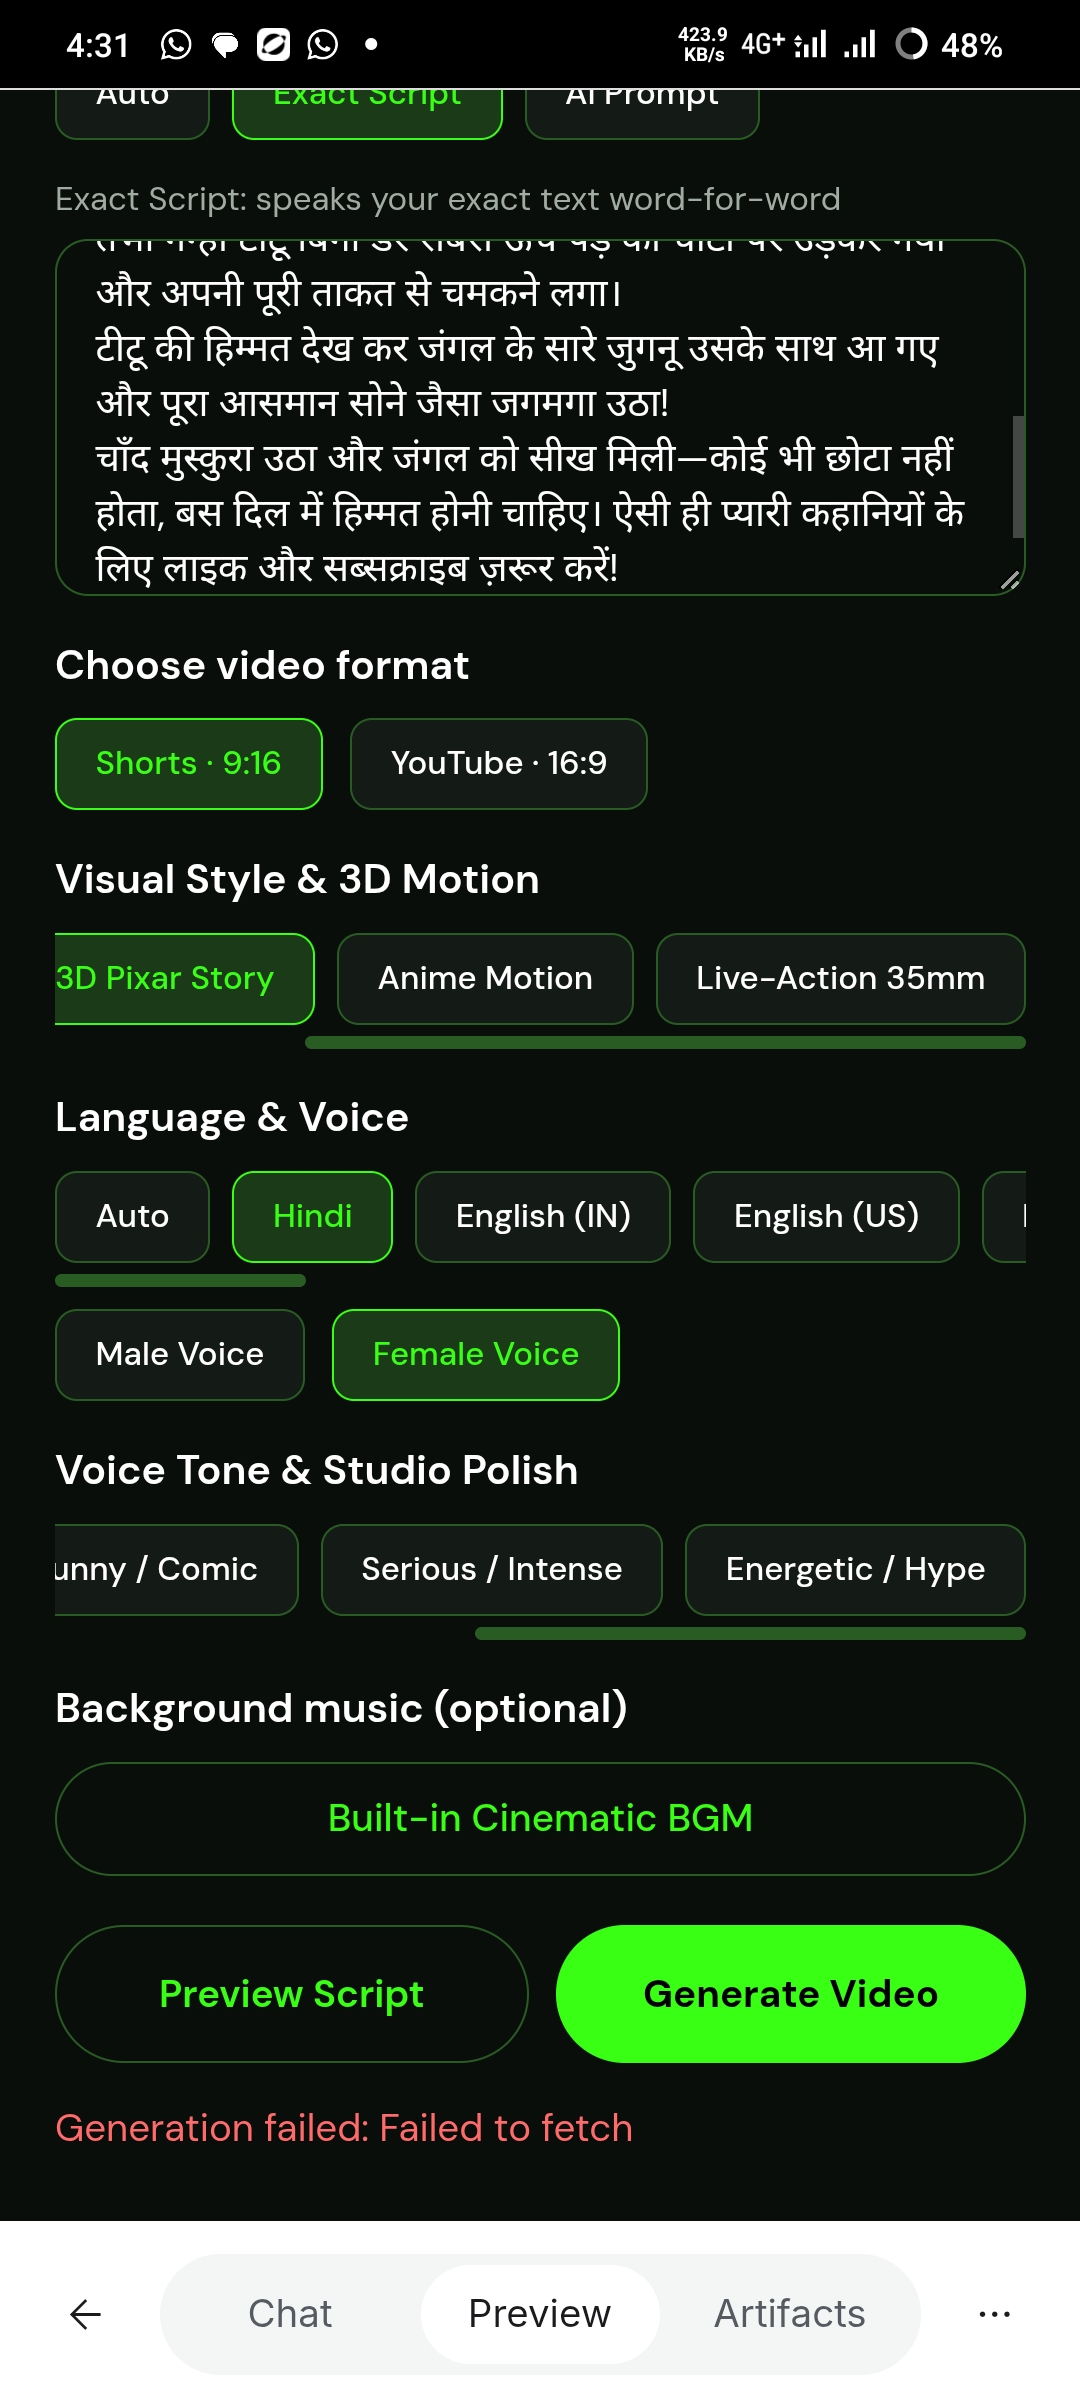 4:31
423.9 KB/s
4G+
48%
Auto
Exact Script
AI Prompt
Exact Script: speaks your exact text word-for-word
और अपनी पूरी ताकत से चमकने लगा।
टीटू की हिम्मत देख कर जंगल के सारे जुगनू उसके साथ आ गए
और पूरा आसमान सोने जैसा जगमगा उठा!
चाँद मुस्कुरा उठा और जंगल को सीख मिली—कोई भी छोटा नहीं
होता, बस दिल में हिम्मत होनी चाहिए। ऐसी ही प्यारी कहानियों के
लिए लाइक और सब्सक्राइब ज़रूर करें!
Choose video format
Shorts · 9:16
YouTube · 16:9
Visual Style & 3D Motion
3D Pixar Story
Anime Motion
Live-Action 35mm
Language & Voice
Auto
Hindi
English (IN)
English (US)
Male Voice
Female Voice
Voice Tone & Studio Polish
unny / Comic
Serious / Intense
Energetic / Hype
Background music (optional)
Built-in Cinematic BGM
Preview Script
Generate Video
Generation failed: Failed to fetch
Chat
Preview
Artifacts